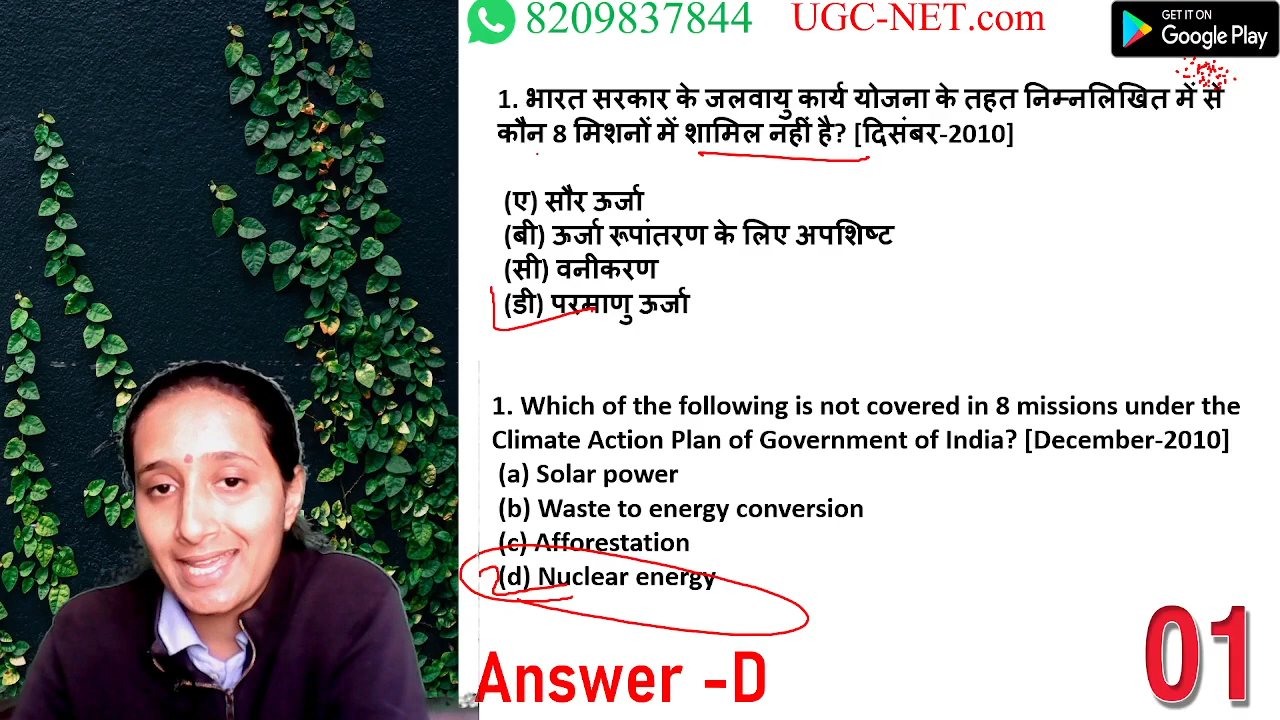 8209837844 UGC-NET.com
GET IT ON
Google Play
1. भारत सरकार के जलवायु कार्य योजना के तहत निम्नलिखित में से
कौन 8 मिशनों में शामिल नहीं है? [दिसंबर-2010]
(ए) सौर ऊर्जा
(बी) ऊर्जा रूपांतरण के लिए अपशिष्ट
(सी) वनीकरण
(डी) परमाणु ऊर्जा
1. Which of the following is not covered in 8 missions under the
Climate Action Plan of Government of India? [December-2010]
(a) Solar power
(b) Waste to energy conversion
(c) Afforestation
(d) Nuclear energy
Answer -D
01